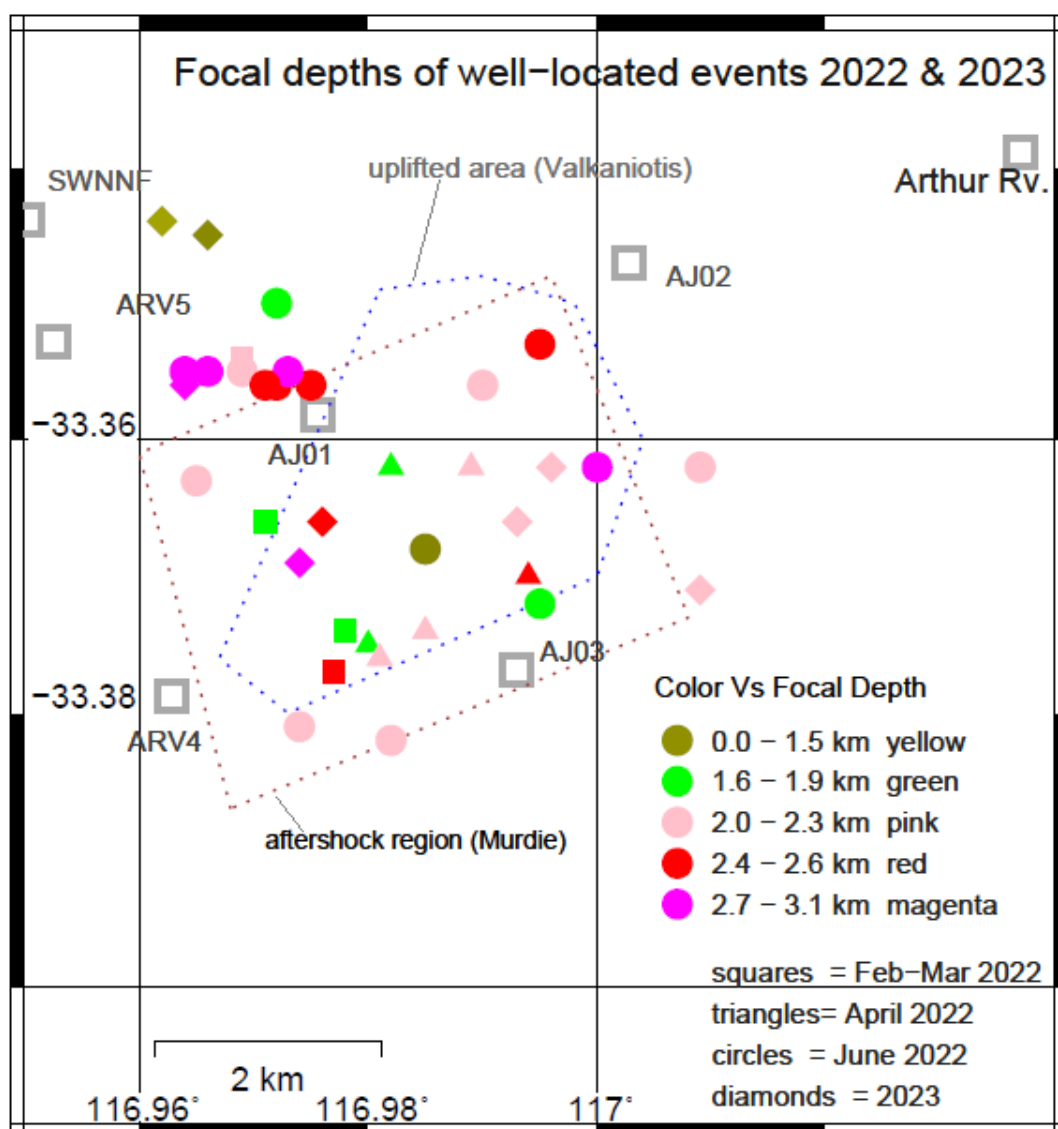 Focal depths of well−located events 2022 & 2023
uplifted area (Valkaniotis)
SWNNF
Arthur Rv.
AJ02
ARV5
−33.36
AJ01
AJ03
−33.38
ARV4
Color Vs Focal Depth
0.0 − 1.5 km yellow
1.6 − 1.9 km green
2.0 − 2.3 km pink
2.4 − 2.6 km red
2.7 − 3.1 km magenta
aftershock region (Murdie)
squares = Feb−Mar 2022
triangles= April 2022
circles = June 2022
diamonds = 2023
2 km
116.96° 116.98° 117°